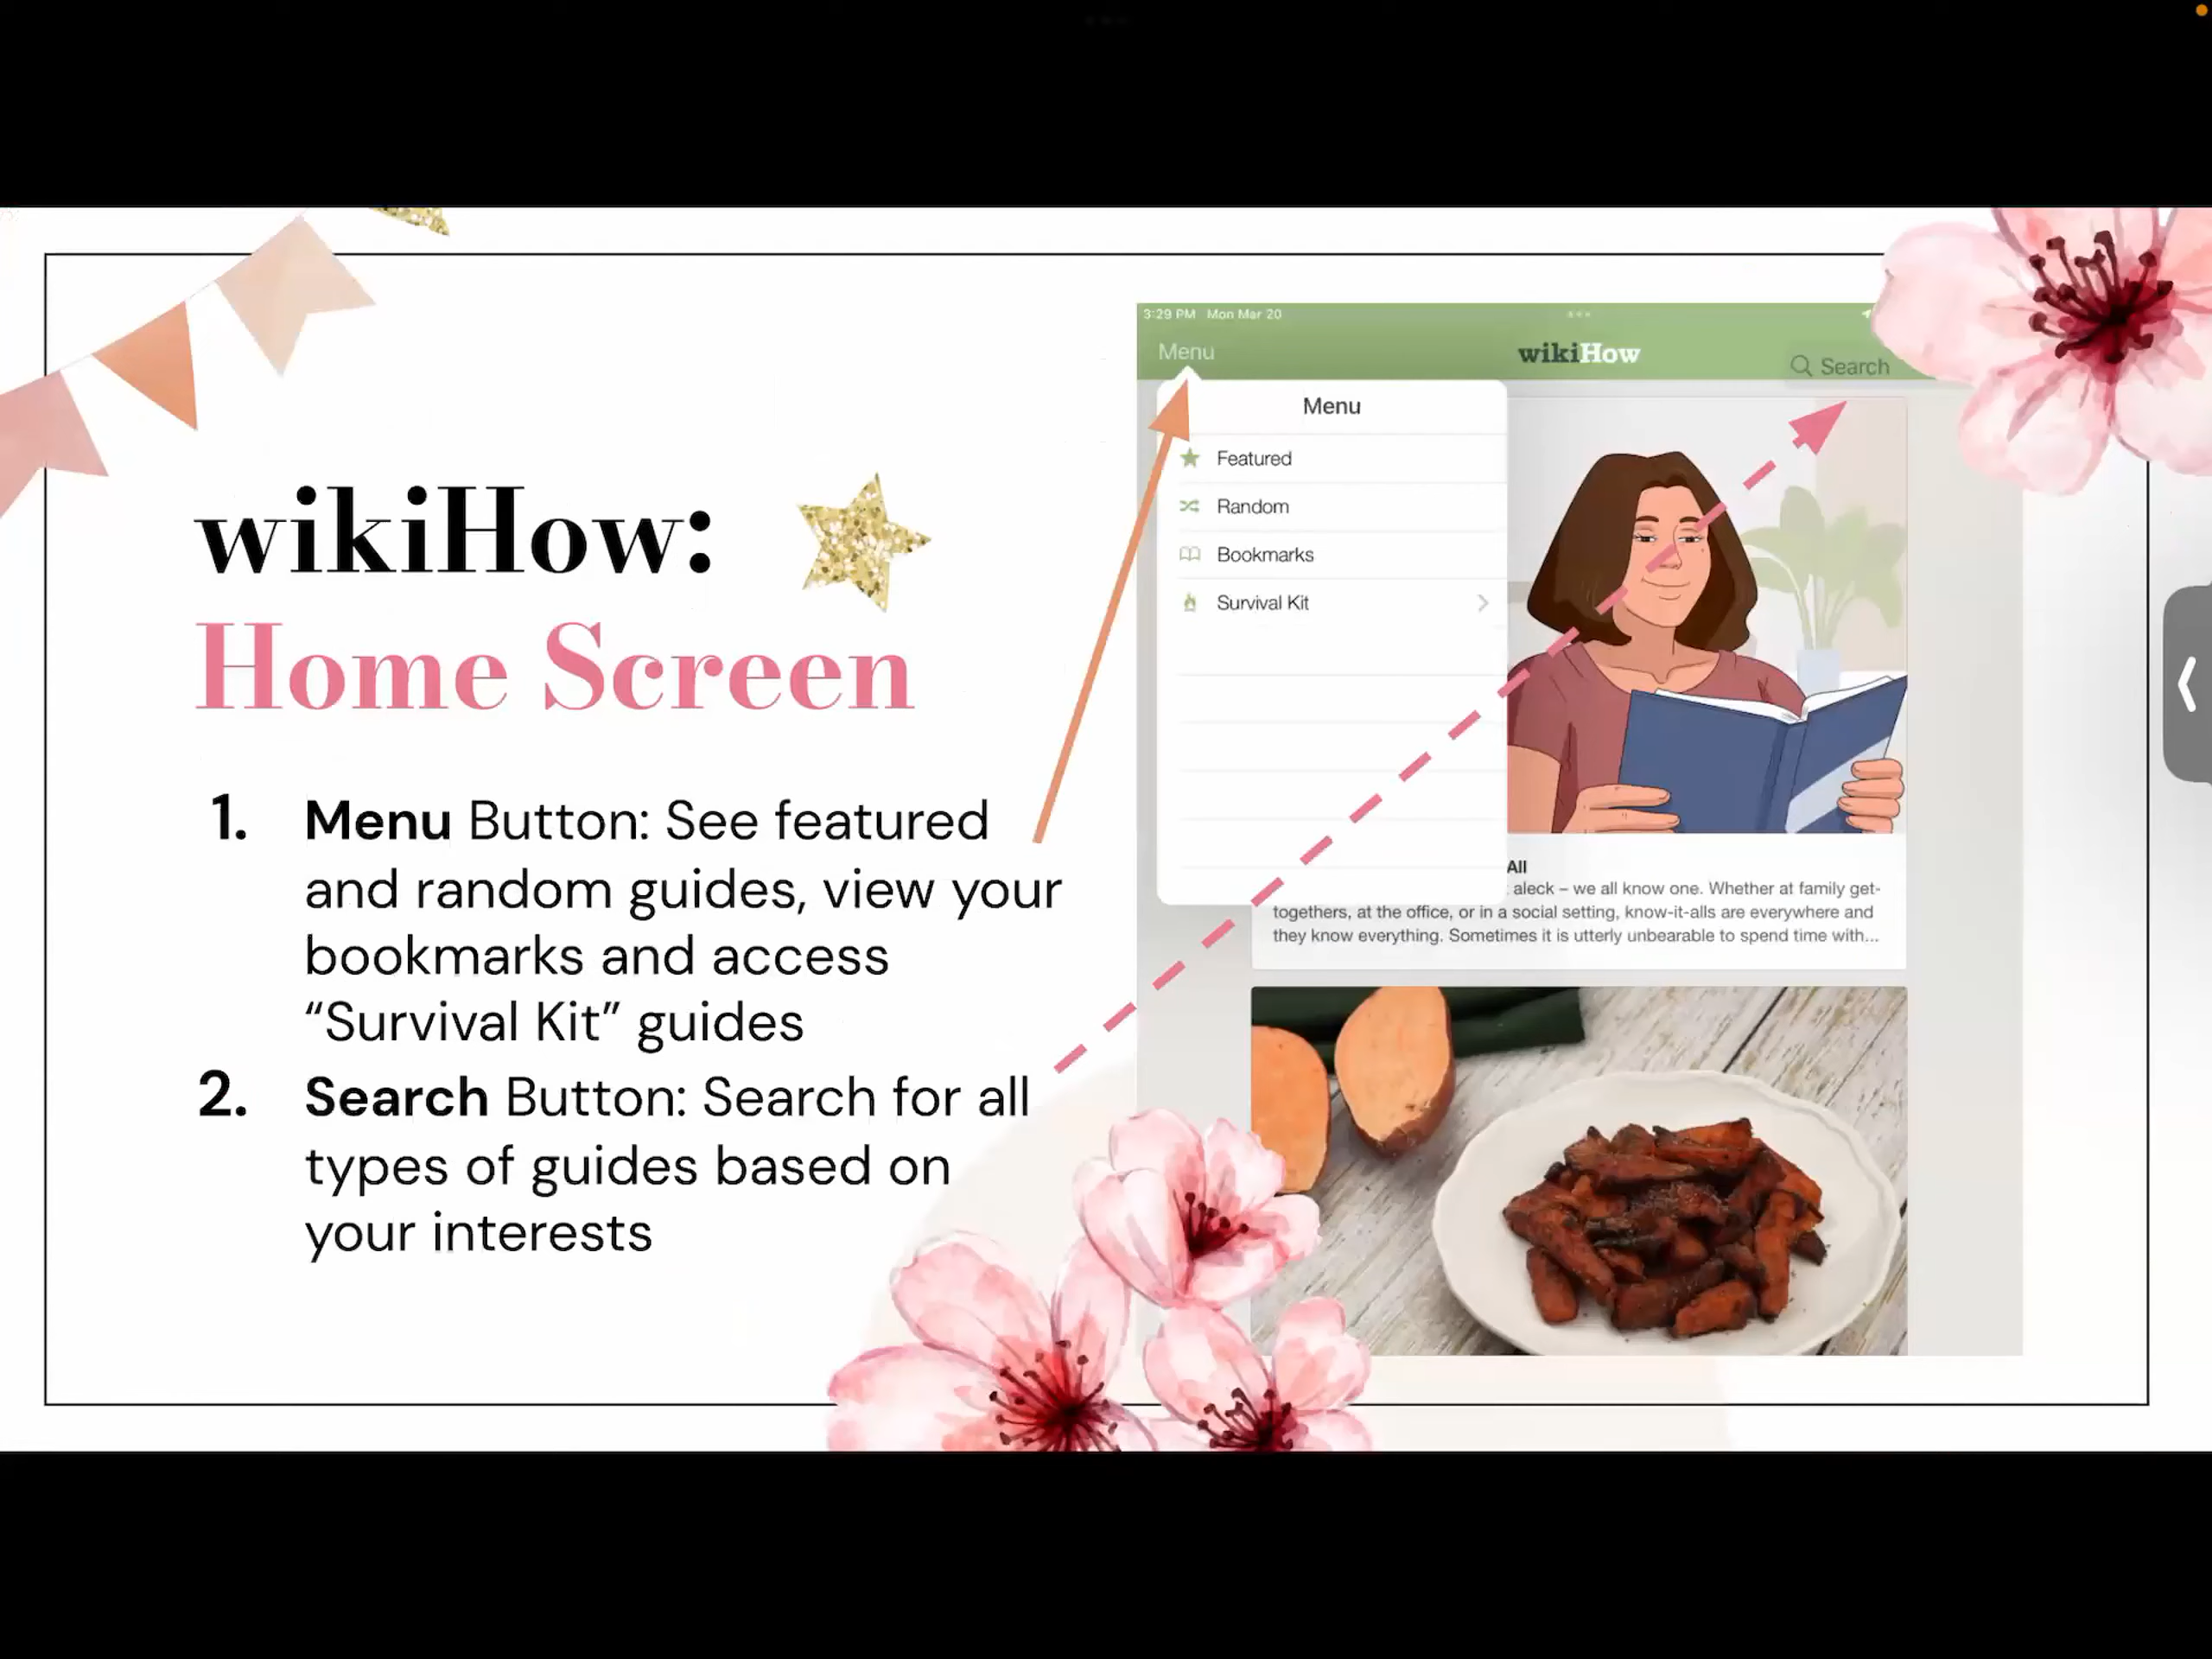 wikiHow:
Home Screen
1. Menu Button: See featured
and random guides, view your
bookmarks and access
“Survival Kit” guides
2. Search Button: Search for all
types of guides based on
your interests
3:29 PM Mon Mar 20
Menu
wikiHow
Search
Menu
Featured
Random
Bookmarks
Survival Kit
All
aleck – we all know one. Whether at family get-
togethers, at the office, or in a social setting, know-it-alls are everywhere and
they know everything. Sometimes it is utterly unbearable to spend time with...